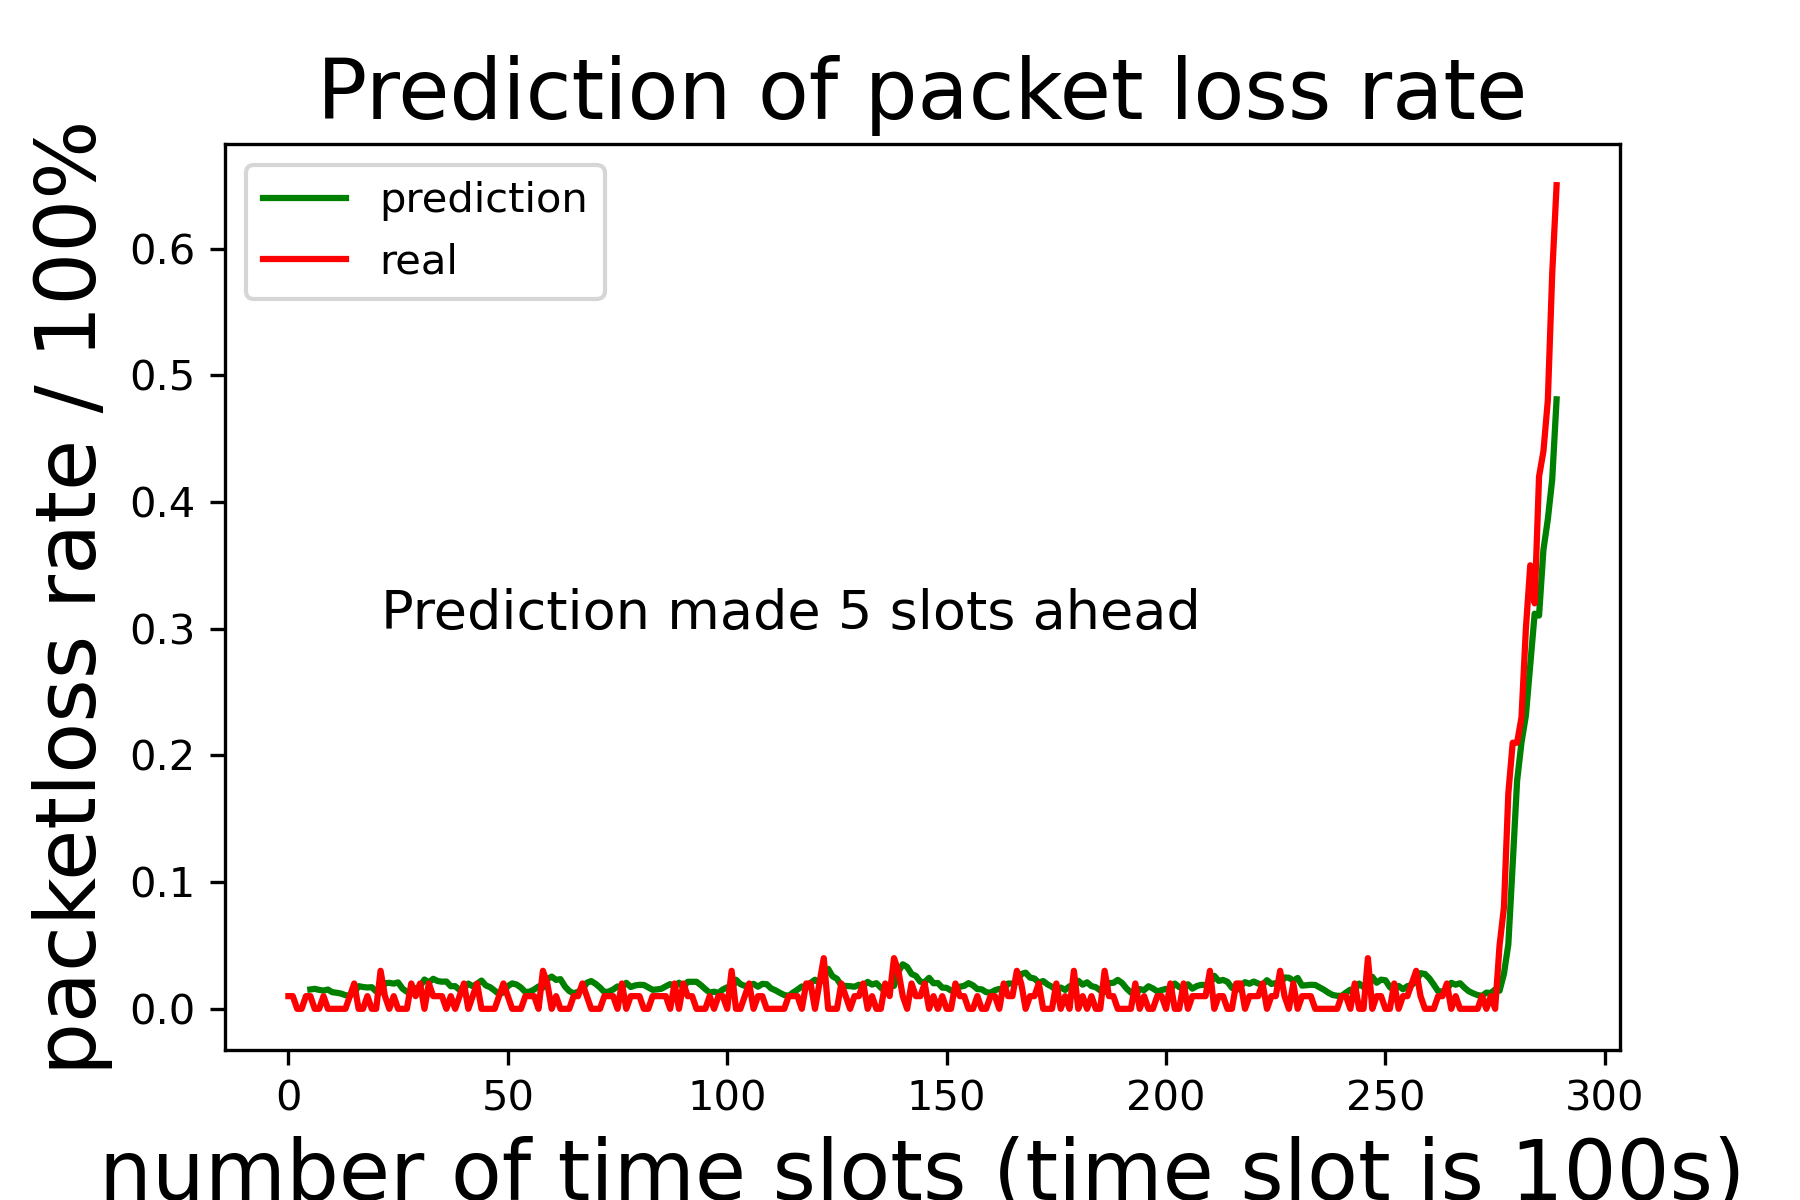 Prediction of packet loss rate
packetloss rate / 100%
prediction
real
0.6
0.5
0.4
0.3
0.2
0.1
0.0
Prediction made 5 slots ahead
0 50 100 150 200 250 300
number of time slots (time slot is 100s)